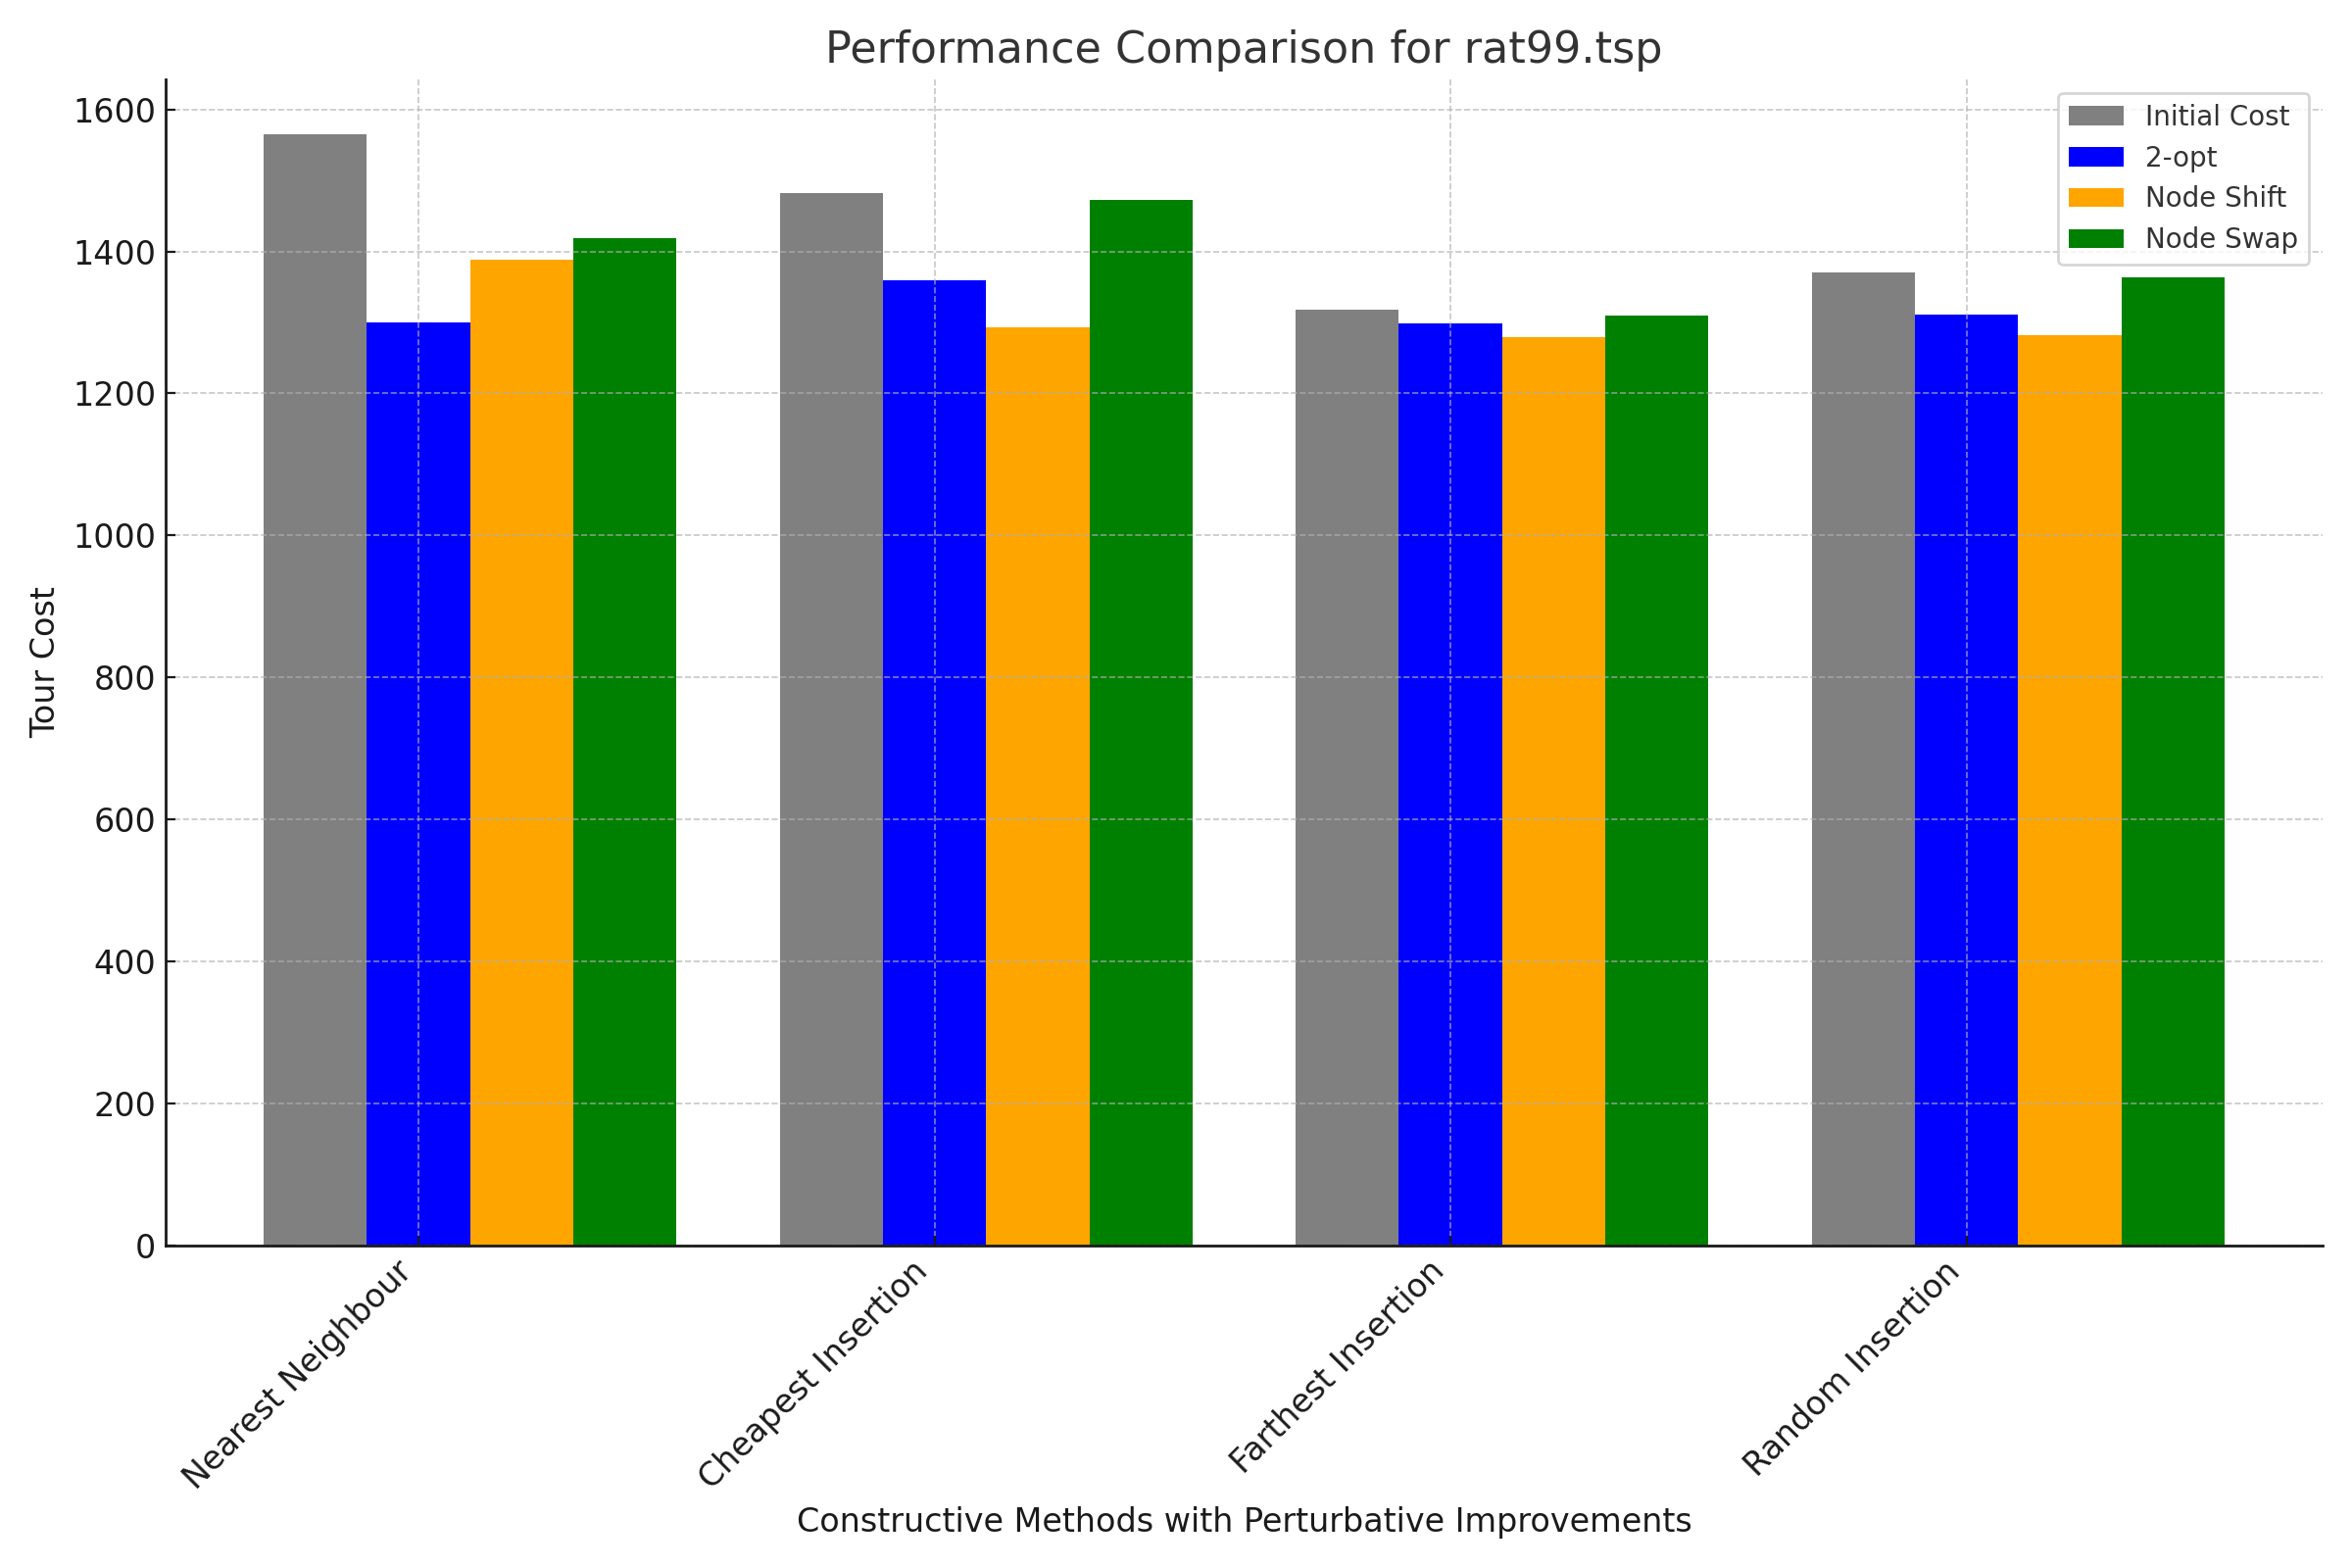 Performance Comparison for rat99.tsp
Initial Cost
2-opt
Node Shift
Node Swap
Tour Cost
1600
1400
1200
1000
800
600
400
200
0
Nearest Neighbour
Cheapest Insertion
Farthest Insertion
Random Insertion
Constructive Methods with Perturbative Improvements